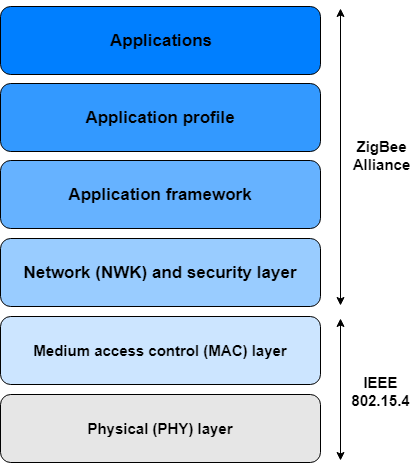 Applications
Application profile
Application framework
Network (NWK) and security layer
Medium access control (MAC) layer
Physical (PHY) layer
ZigBee
Alliance
IEEE
802.15.4